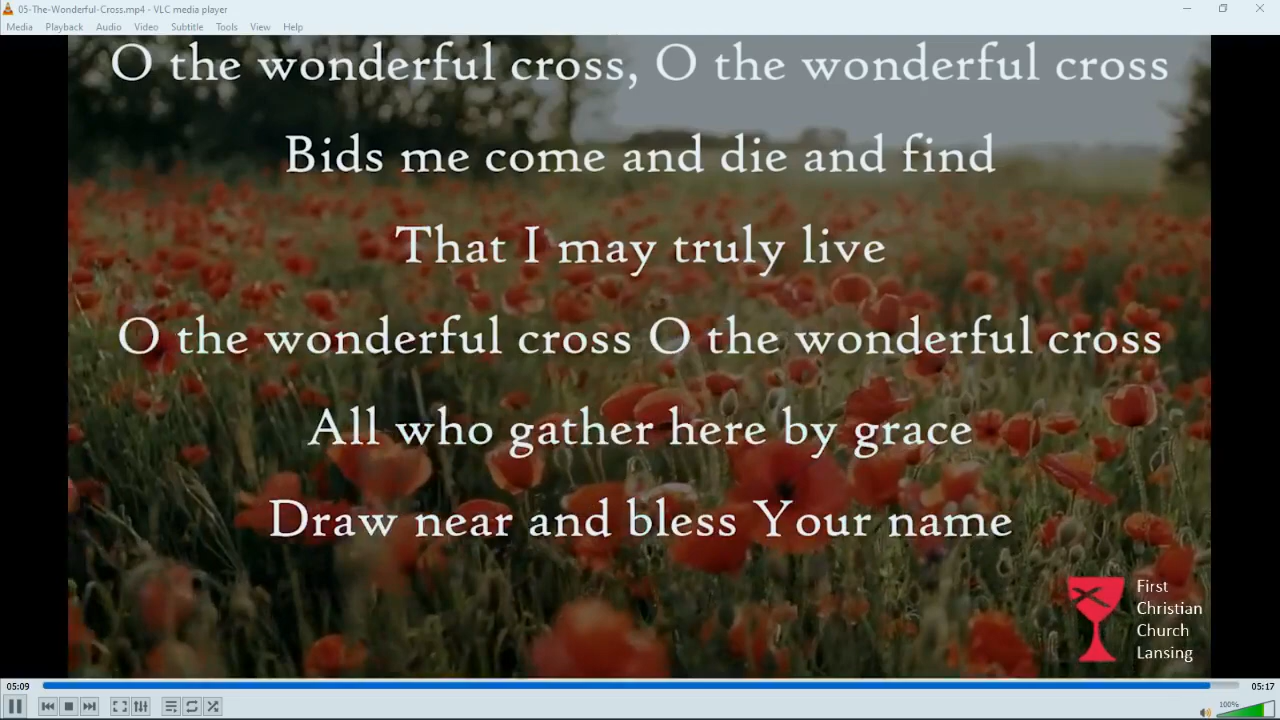 05-The-Wonderful-Cross.mp4 - VLC media player
Media Playback Audio Video Subtitle Tools View Help
O the wonderful cross, O the wonderful cross
Bids me come and die and find
That I may truly live
O the wonderful cross O the wonderful cross
All who gather here by grace
Draw near and bless Your name
First
Christian
Church
Lansing
05:09
05:17
100%